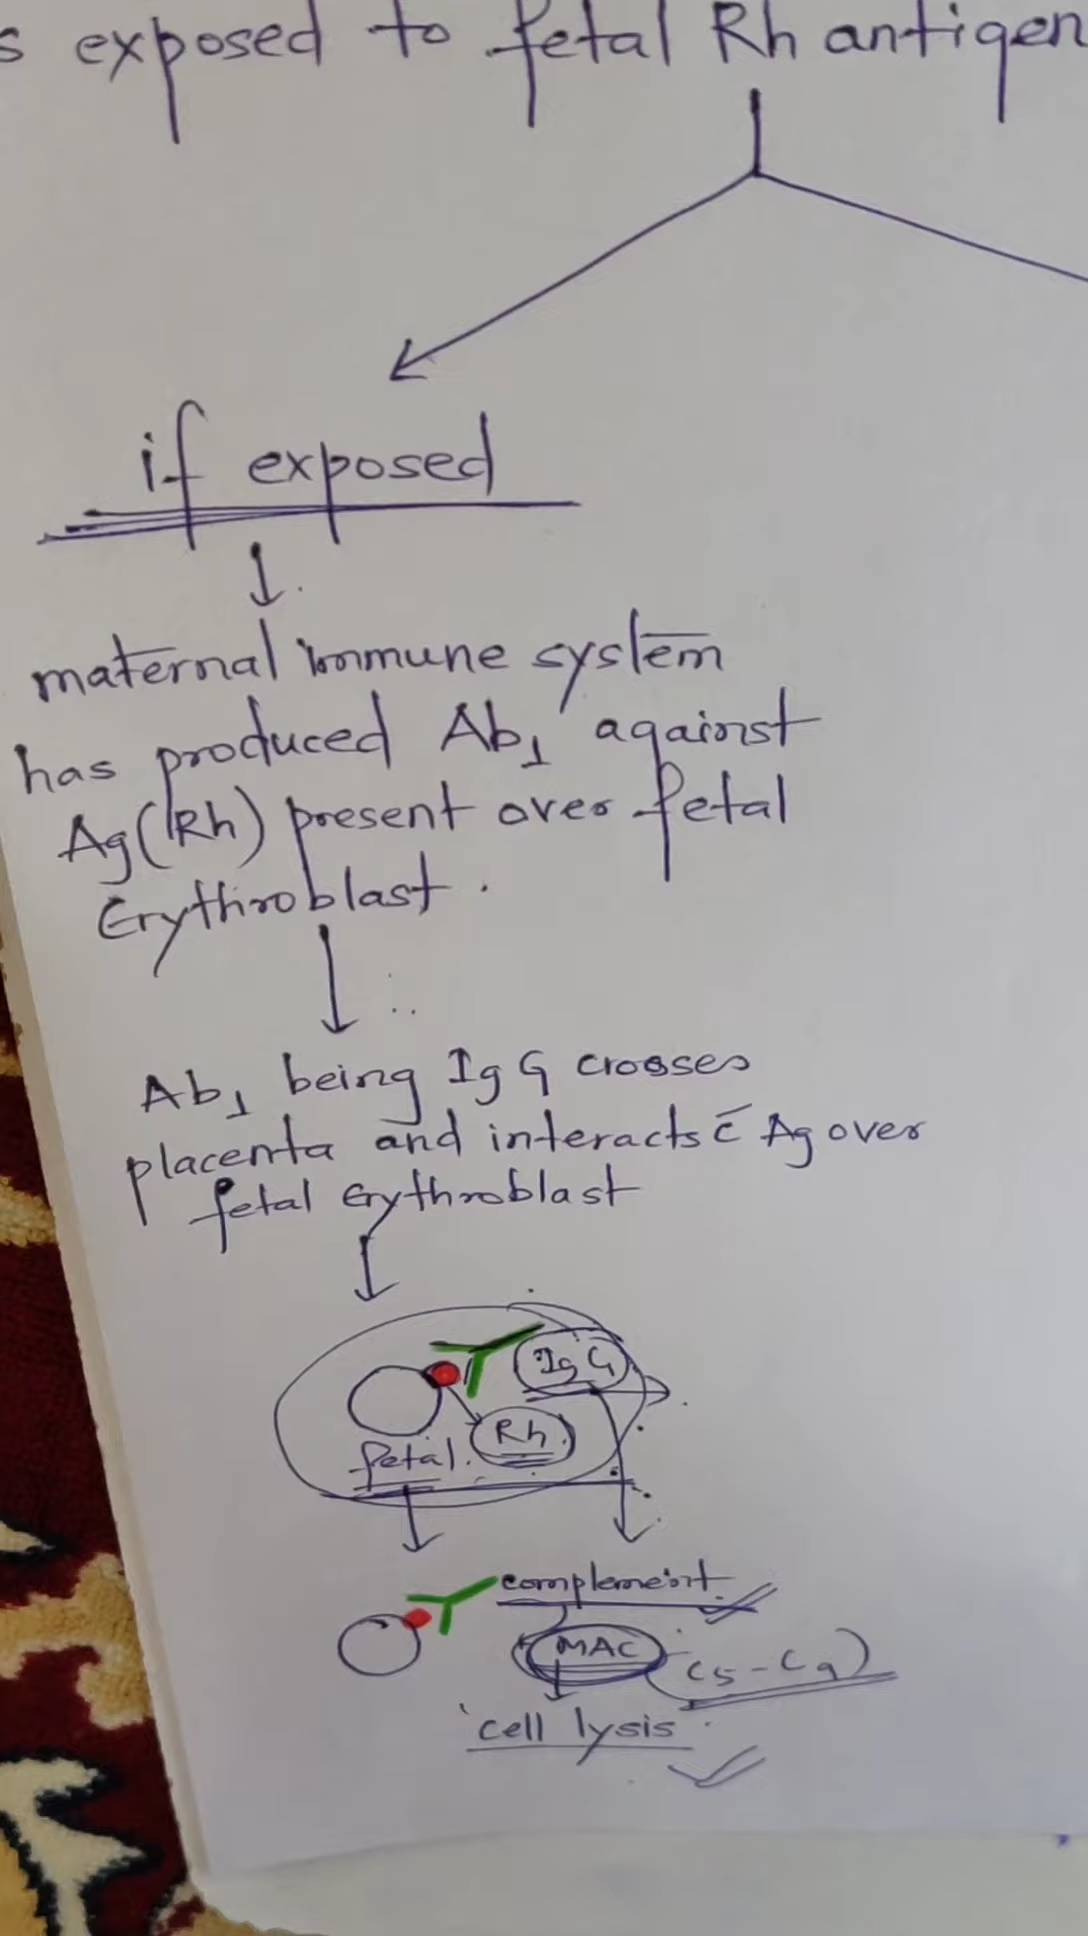 s exposed to fetal Rh antigen
if exposed
maternal immune system
has produced Ab1 against
Ag(Rh) present over fetal
Erythroblast.
Ab1 being IgG crosses
placenta and interacts c̄ Ag over
fetal Erythroblast
IgG
Rh
fetal
complement
MAC (C5-C9)
cell lysis